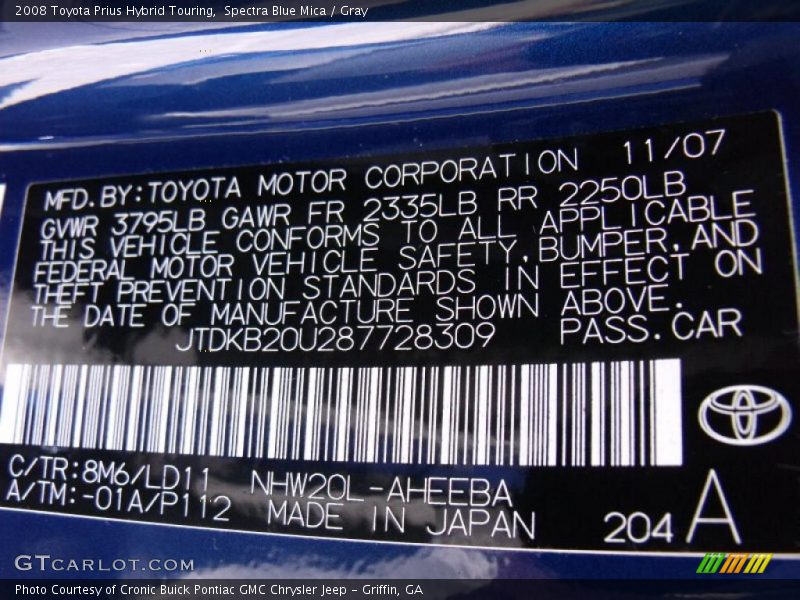 2008 Toyota Prius Hybrid Touring,  Spectra Blue Mica / Gray
MFD.BY:TOYOTA MOTOR CORPORATION 11/07
GVWR 3795LB GAWR FR 2335LB RR 2250LB
THIS VEHICLE CONFORMS TO ALL APPLICABLE
FEDERAL MOTOR VEHICLE SAFETY,BUMPER,AND
THEFT PREVENTION STANDARDS IN EFFECT ON
THE DATE OF MANUFACTURE SHOWN ABOVE.
JTDKB20U287728309 PASS.CAR
C/TR:8M6/LD11 NHW20L-AHEEBA
A/TM:-01A/P112 MADE IN JAPAN 204 A
GTCARLOT.COM
Photo Courtesy of Cronic Buick Pontiac GMC Chrysler Jeep - Griffin, GA